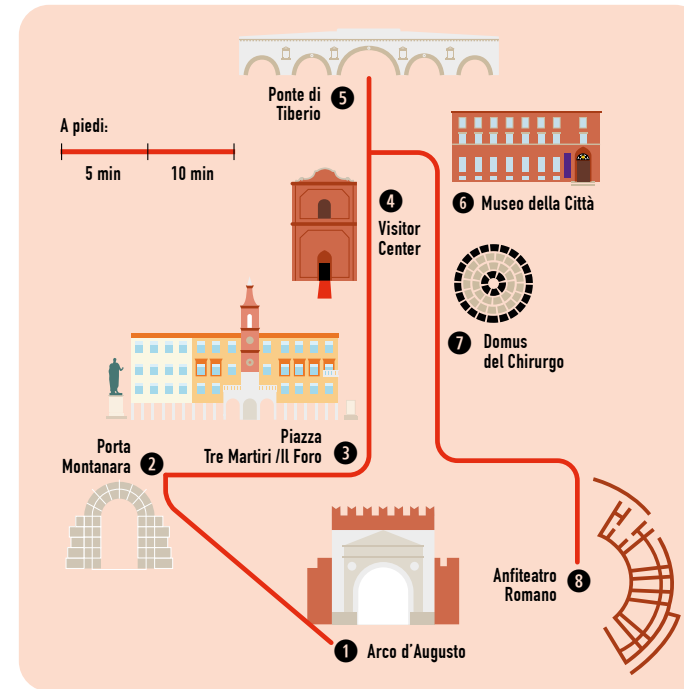 Ponte di
Tiberio
5
A piedi:
5 min
10 min
4
Visitor
Center
6 Museo della Città
7 Domus
del Chirurgo
Piazza
Tre Martiri /Il Foro
3
Porta
Montanara
2
Anfiteatro
Romano
8
1 Arco d'Augusto